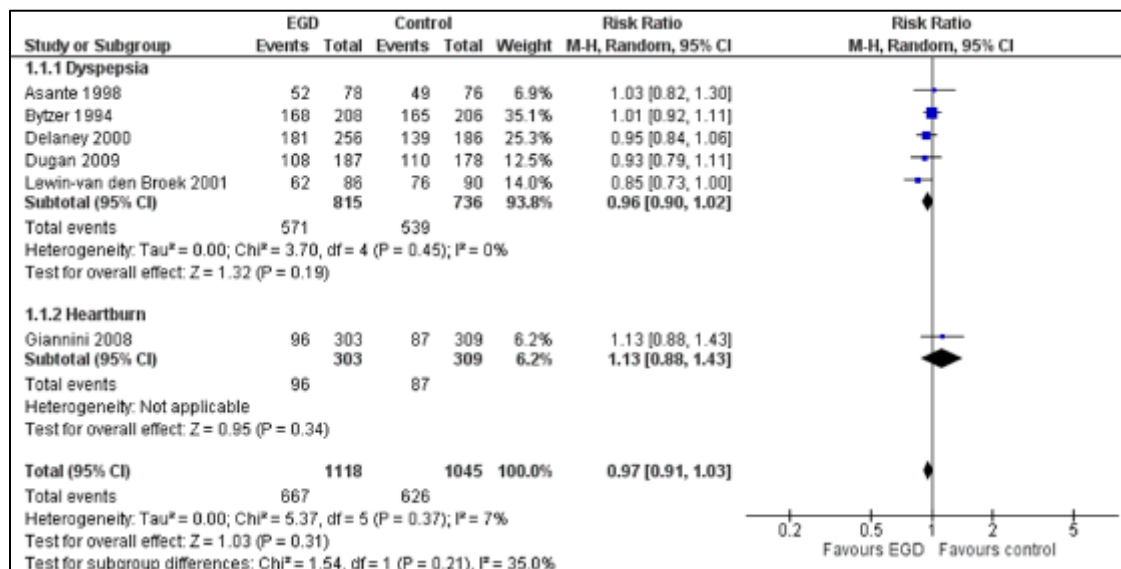 EGD Control Risk Ratio Risk Ratio
Study or Subgroup Events Total Events Total Weight M-H, Random, 95% CI M-H, Random, 95% CI
1.1.1 Dyspepsia
Asante 1998 52 78 49 76 6.9% 1.03 [0.82, 1.30]
Bytzer 1994 168 208 165 206 35.1% 1.01 [0.92, 1.11]
Delaney 2000 181 256 139 186 25.3% 0.95 [0.84, 1.06]
Dugan 2009 108 187 110 178 12.5% 0.93 [0.79, 1.11]
Lewin-van den Broek 2001 62 86 76 90 14.0% 0.85 [0.73, 1.00]
Subtotal (95% CI) 815 736 93.8% 0.96 [0.90, 1.02]
Total events 571 539
Heterogeneity: Tau² = 0.00; Chi² = 3.70, df = 4 (P = 0.45); I² = 0%
Test for overall effect: Z = 1.32 (P = 0.19)
1.1.2 Heartburn
Giannini 2008 96 303 87 309 6.2% 1.13 [0.88, 1.43]
Subtotal (95% CI) 303 309 6.2% 1.13 [0.88, 1.43]
Total events 96 87
Heterogeneity: Not applicable
Test for overall effect: Z = 0.95 (P = 0.34)
Total (95% CI) 1118 1045 100.0% 0.97 [0.91, 1.03]
Total events 667 626
Heterogeneity: Tau² = 0.00; Chi² = 5.37, df = 5 (P = 0.37); I² = 7%
Test for overall effect: Z = 1.03 (P = 0.31)
Test for subgroup differences: Chi² = 1.54, df = 1 (P = 0.21), I² = 35.0%
0.2 0.5 1 2 5
Favours EGD Favours control